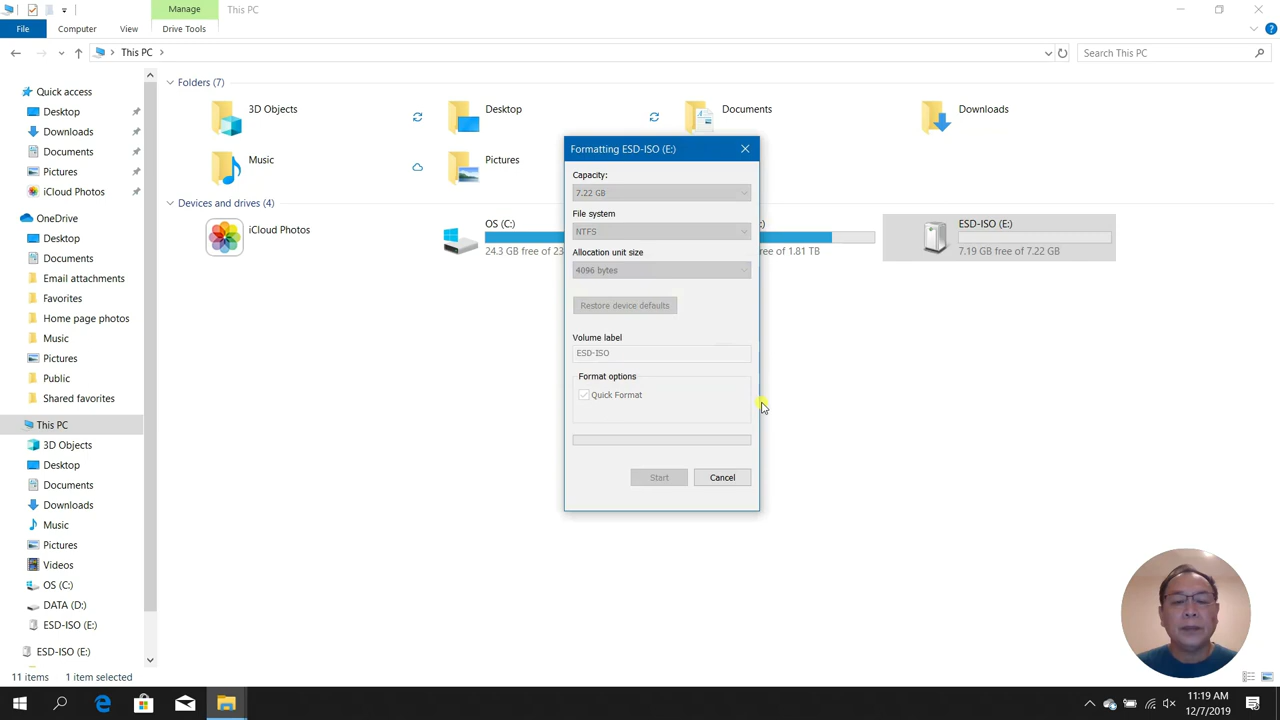 Manage
This PC
File
Computer
View
Drive Tools
This PC
Search This PC
Quick access
Desktop
Downloads
Documents
Pictures
iCloud Photos
OneDrive
Desktop
Documents
Email attachments
Favorites
Home page photos
Music
Pictures
Public
Shared favorites
This PC
3D Objects
Desktop
Documents
Downloads
Music
Pictures
Videos
OS (C:)
DATA (D:)
ESD-ISO (E:)
ESD-ISO (E:)
Folders (7)
3D Objects
Desktop
Documents
Downloads
Music
Pictures
Devices and drives (4)
iCloud Photos
OS (C:)
24.3 GB free of 23
:)
ee of 1.81 TB
ESD-ISO (E:)
7.19 GB free of 7.22 GB
Formatting ESD-ISO (E:)
Capacity:
7.22 GB
File system
NTFS
Allocation unit size
4096 bytes
Restore device defaults
Volume label
ESD-ISO
Format options
Quick Format
Start
Cancel
11 items
1 item selected
11:19 AM
12/7/2019